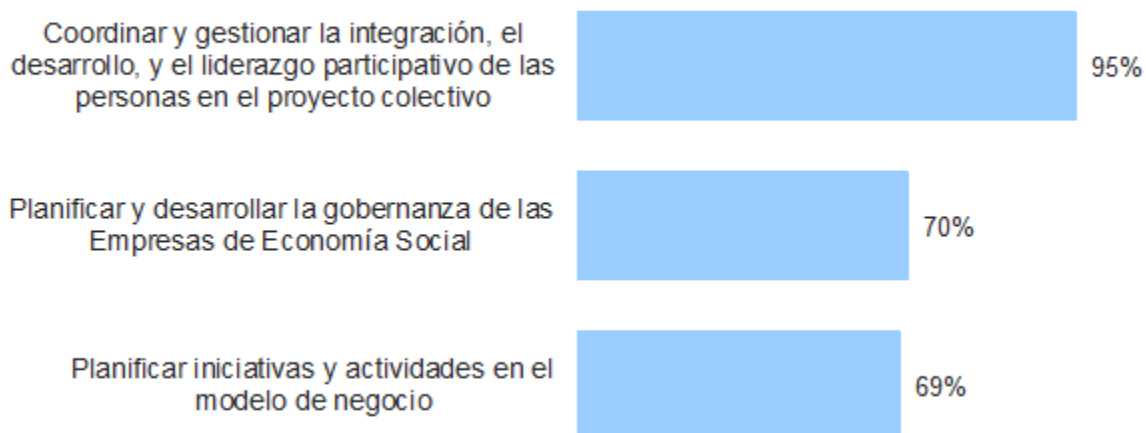 Coordinar y gestionar la integración, el
desarrollo, y el liderazgo participativo de las
personas en el proyecto colectivo
95%
Planificar y desarrollar la gobernanza de las
Empresas de Economía Social
70%
Planificar iniciativas y actividades en el
modelo de negocio
69%